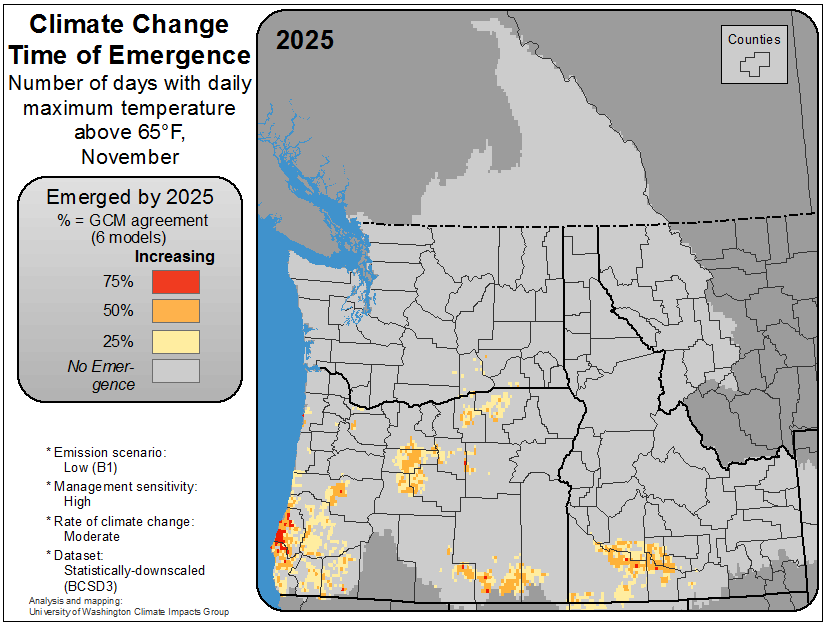 Climate Change
Time of Emergence
Number of days with daily
maximum temperature
above 65°F,
November
Emerged by 2025
% = GCM agreement
(6 models)
Increasing
75%
50%
25%
No Emer-
gence
* Emission scenario:
Low (B1)
* Management sensitivity:
High
* Rate of climate change:
Moderate
* Dataset:
Statistically-downscaled
(BCSD3)
Analysis and mapping:
University of Washington Climate Impacts Group
2025
Counties